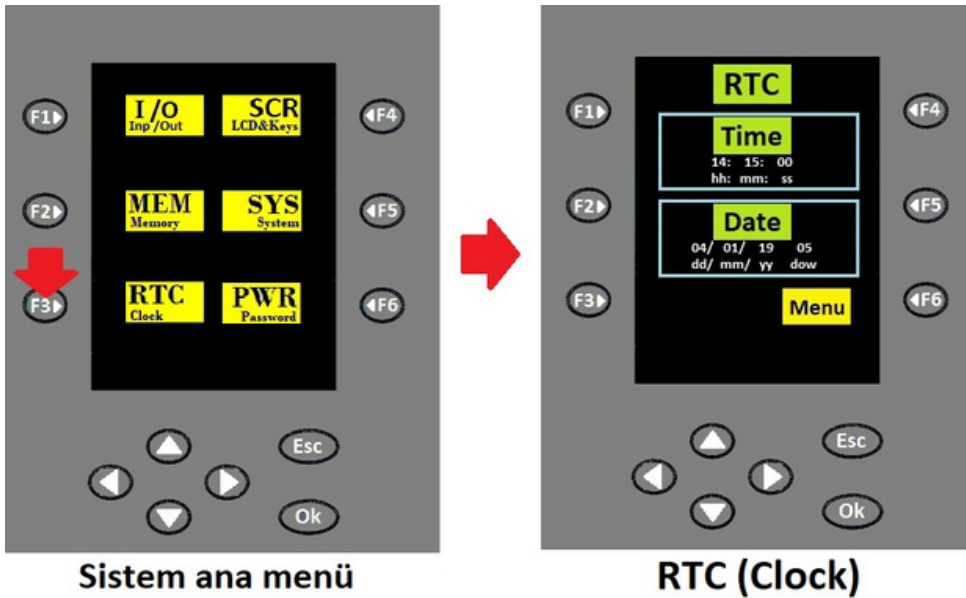 F1
I/O
Inp/Out
SCR
LCD&Keys
F4
F2
MEM
Memory
SYS
System
F5
F3
RTC
Clock
PWR
Password
F6
Esc
Ok
Sistem ana menü
RTC
F1
F4
Time
14: 15: 00
hh: mm: ss
F2
F5
Date
04/ 01/ 19 05
dd/ mm/ yy dow
F3
Menu
F6
Esc
Ok
RTC (Clock)